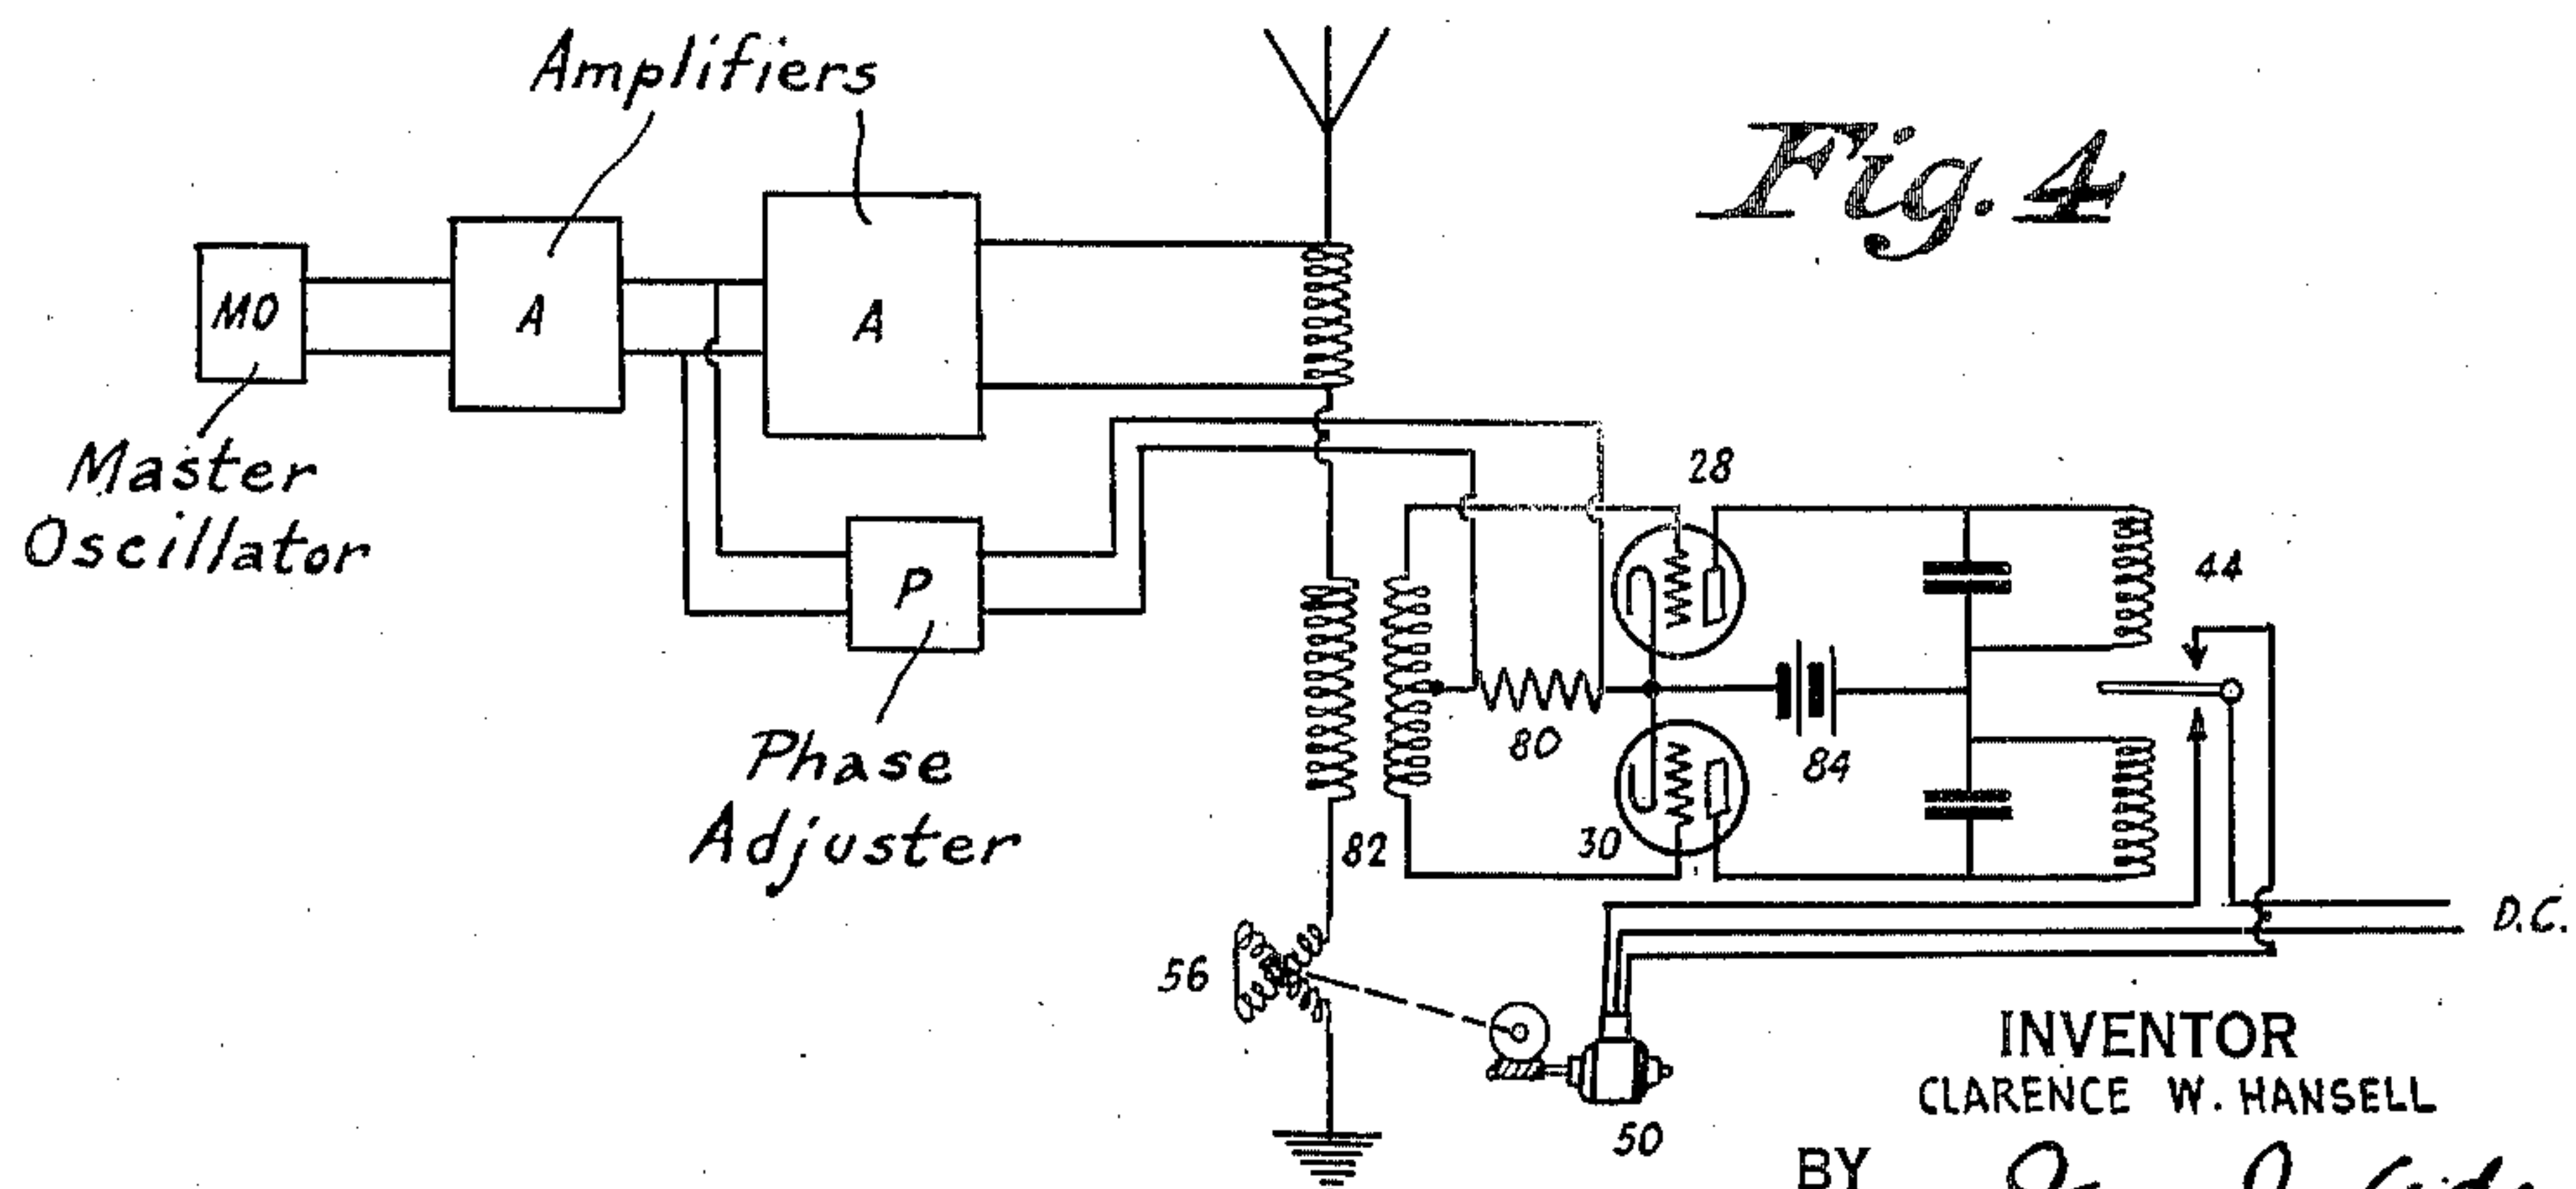 Amplifiers
Fig. 4
MO
A
A
Master
Oscillator
P
Phase
Adjuster
28
44
80
84
30
82
56
D.C.
50
INVENTOR
CLARENCE W. HANSELL
BY